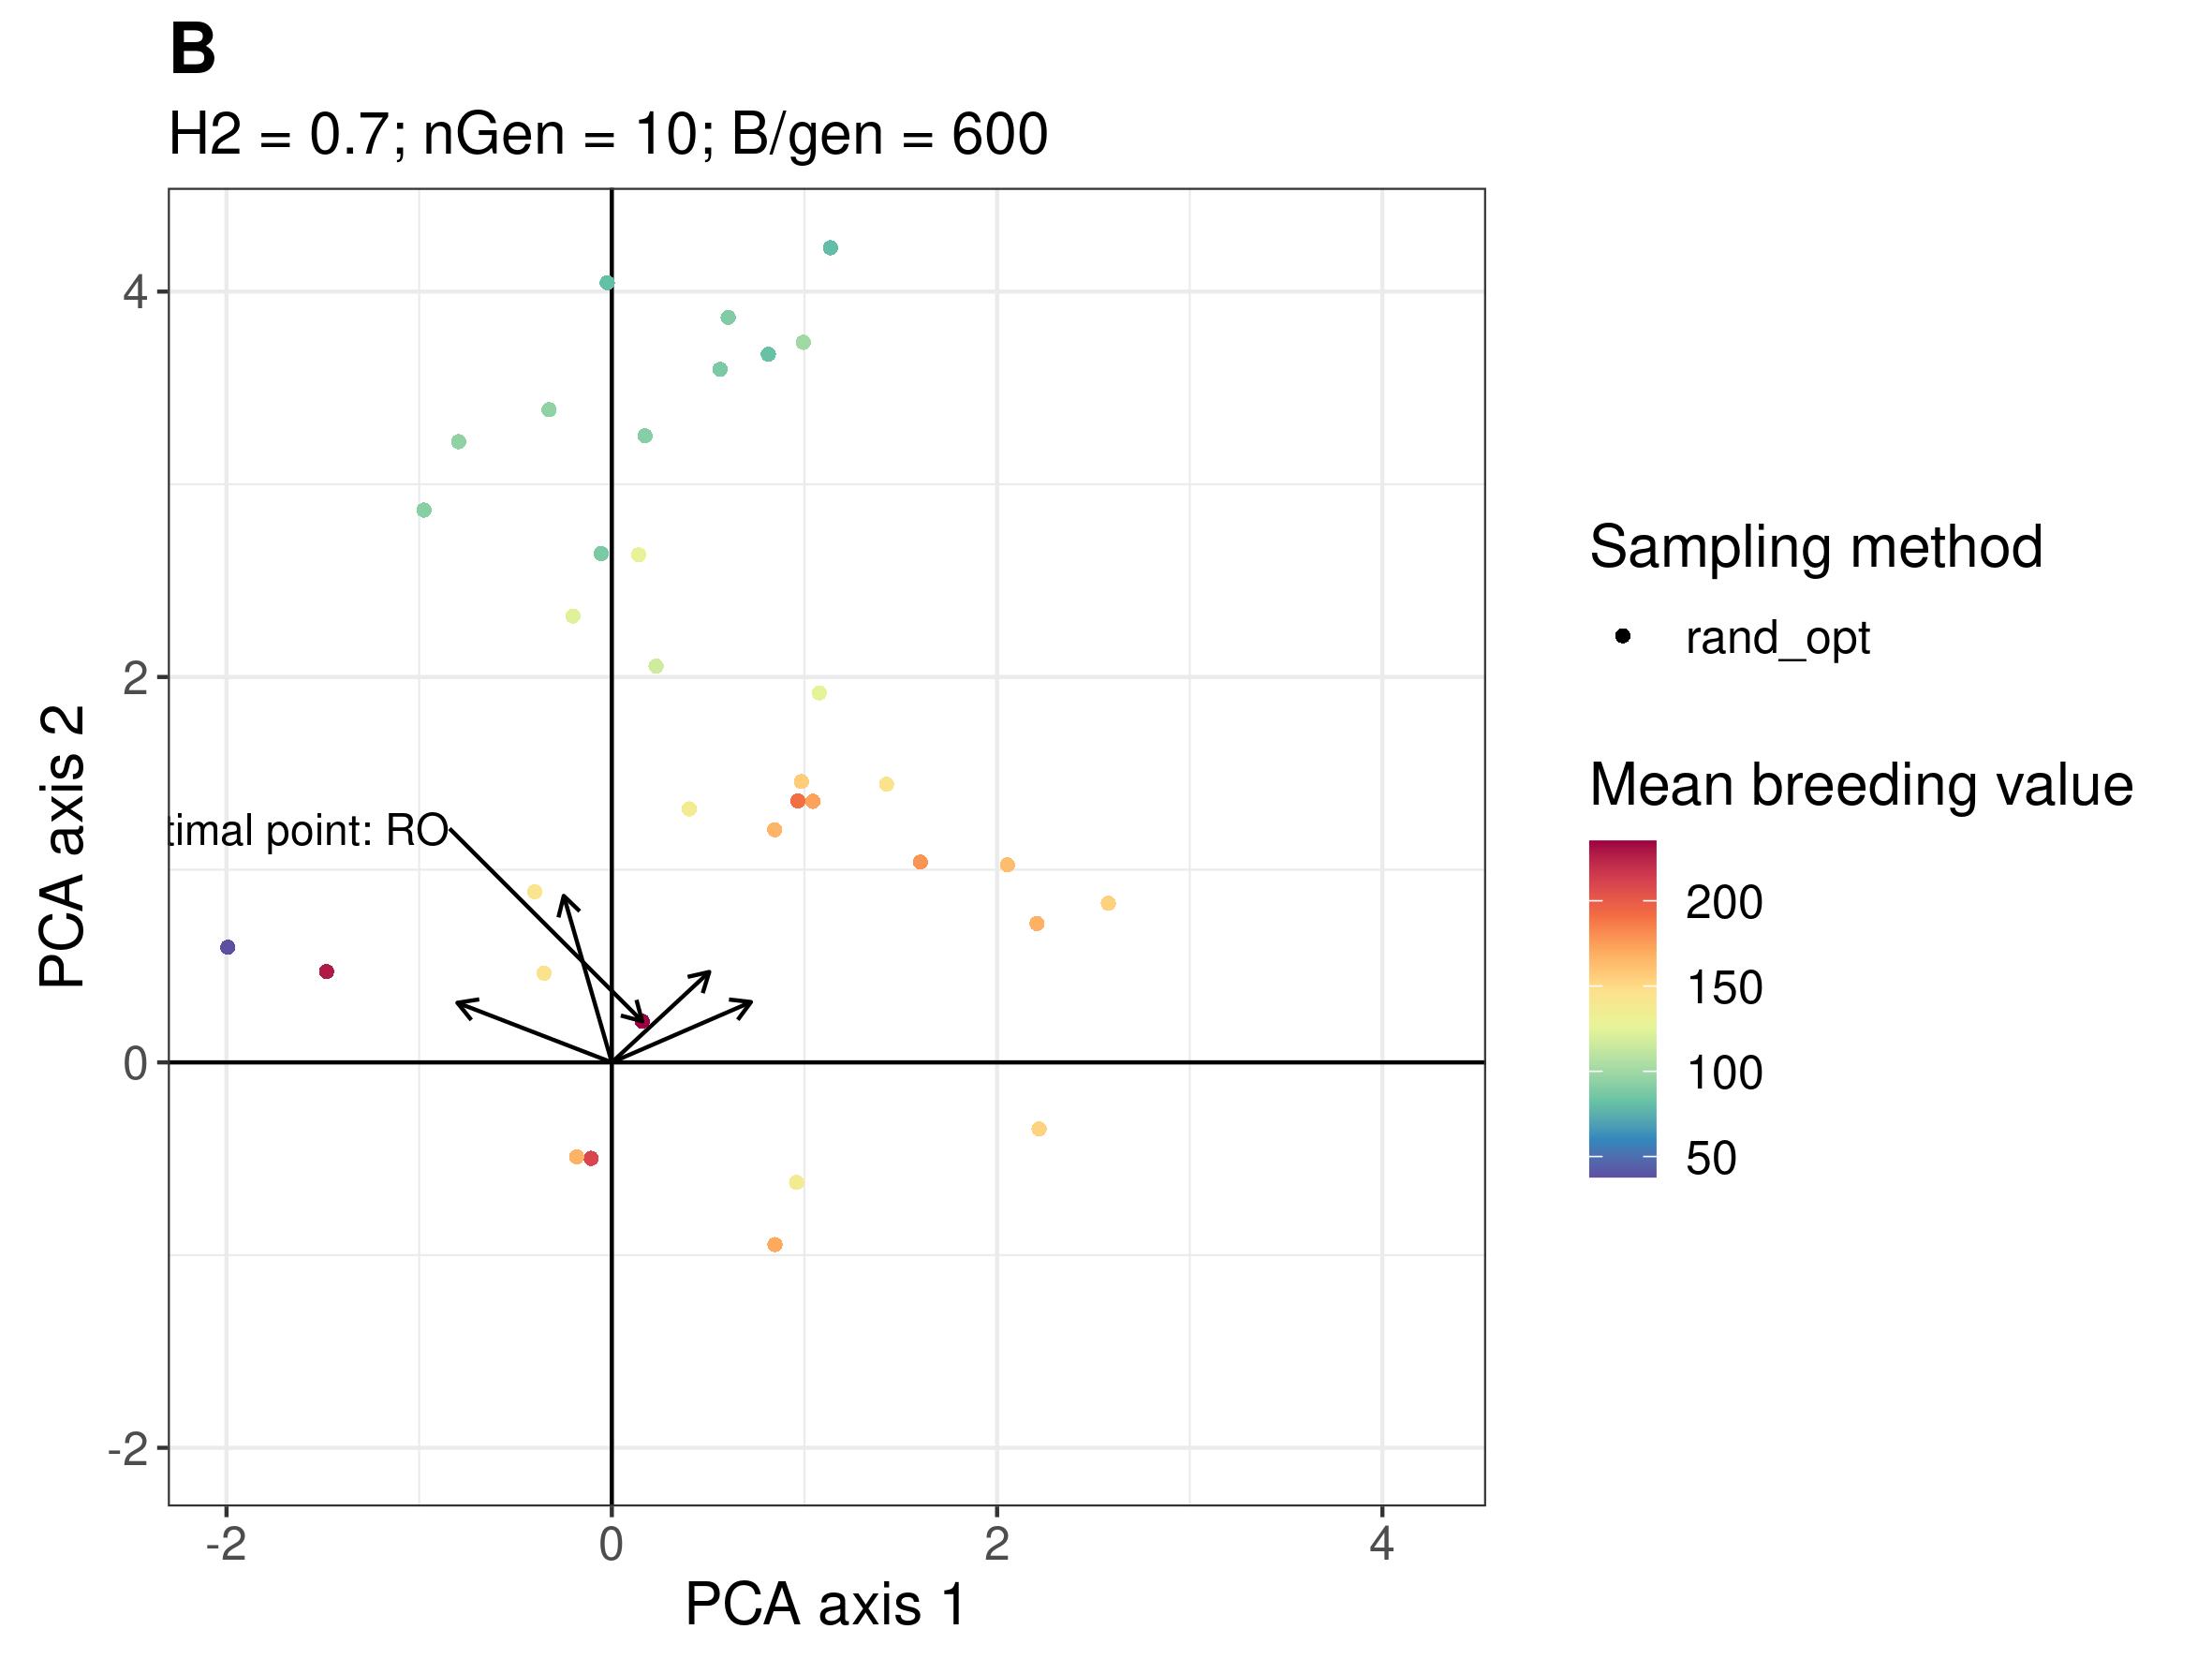 B
H2 = 0.7; nGen = 10; B/gen = 600
PCA axis 2
4
2
0
-2
timal point: RO
-2
0
2
4
PCA axis 1
Sampling method
rand_opt
Mean breeding value
200
150
100
50